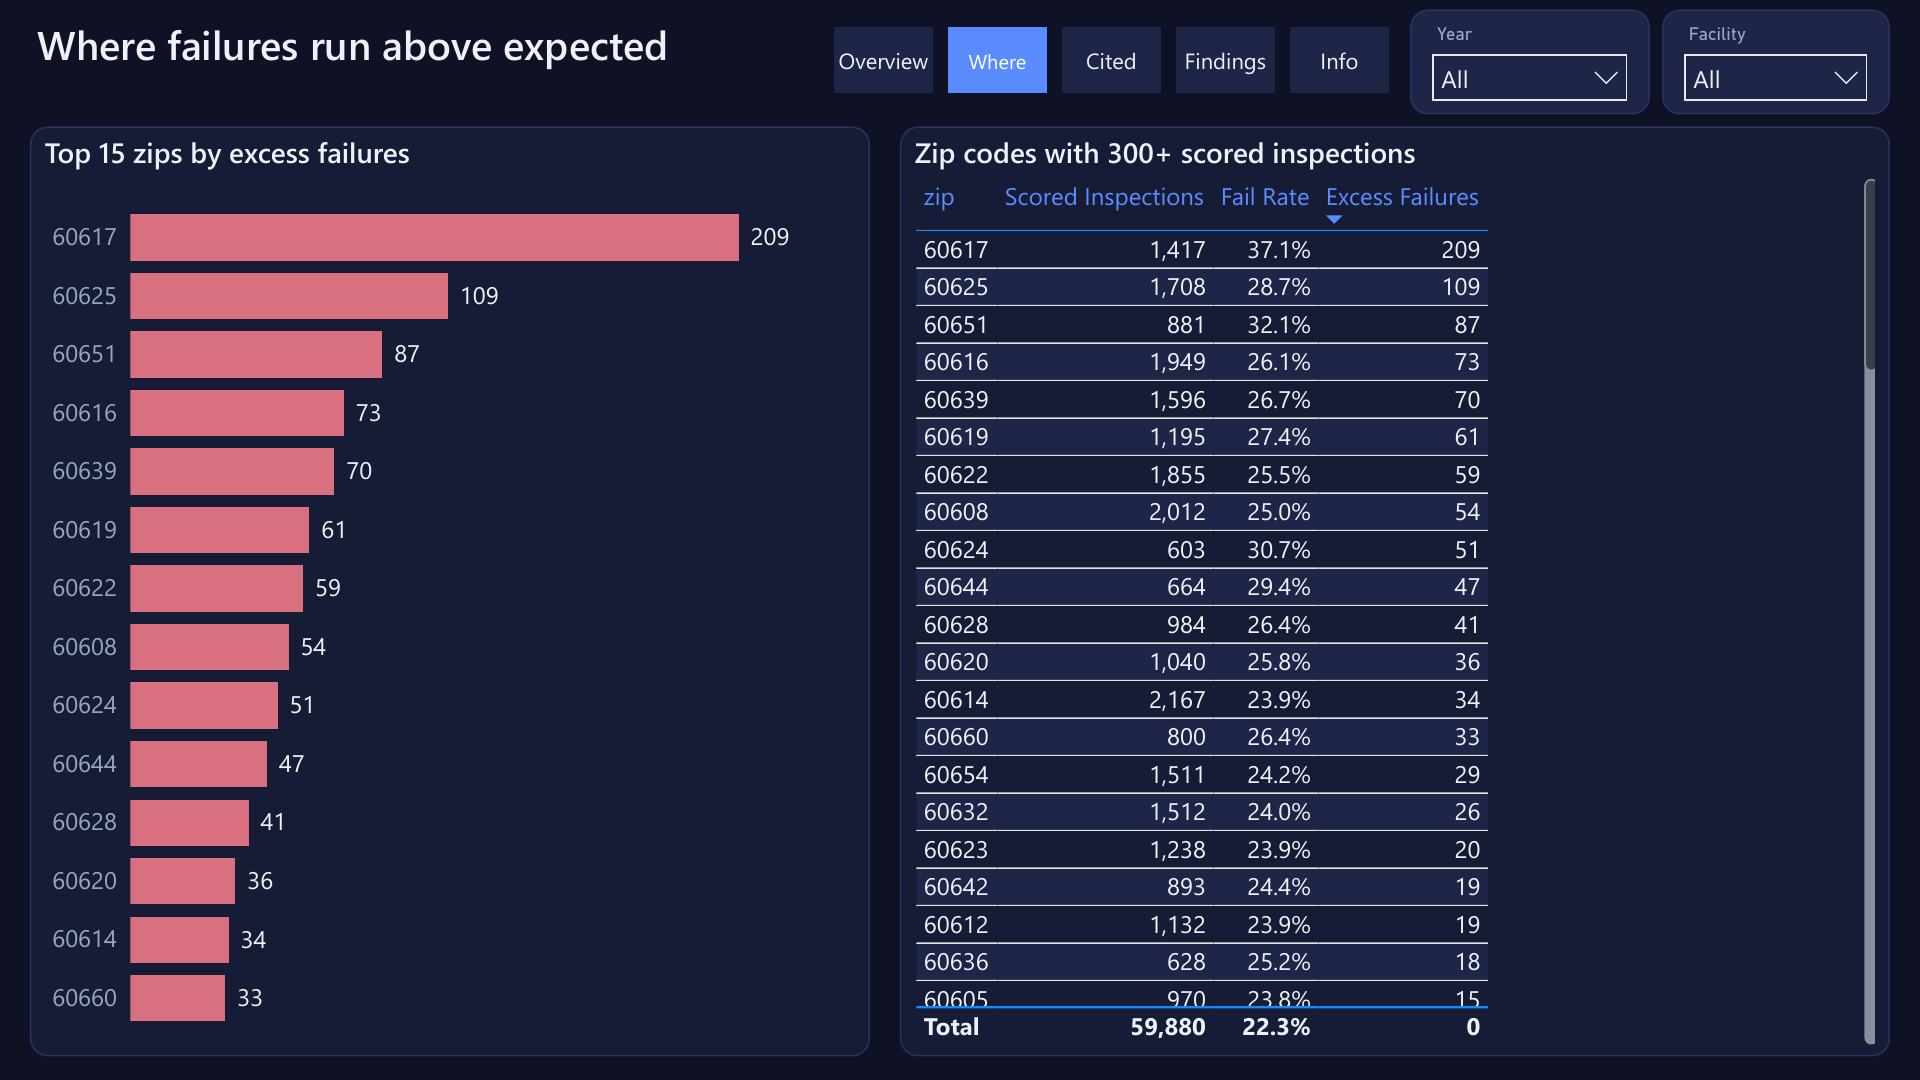 Where failures run above expected
Overview
Where
Cited
Findings
Info
Year
All
Facility
All
Top 15 zips by excess failures
60617 209
60625 109
60651 87
60616 73
60639 70
60619 61
60622 59
60608 54
60624 51
60644 47
60628 41
60620 36
60614 34
60660 33
Zip codes with 300+ scored inspections
zip Scored Inspections Fail Rate Excess Failures
60617 1,417 37.1% 209
60625 1,708 28.7% 109
60651 881 32.1% 87
60616 1,949 26.1% 73
60639 1,596 26.7% 70
60619 1,195 27.4% 61
60622 1,855 25.5% 59
60608 2,012 25.0% 54
60624 603 30.7% 51
60644 664 29.4% 47
60628 984 26.4% 41
60620 1,040 25.8% 36
60614 2,167 23.9% 34
60660 800 26.4% 33
60654 1,511 24.2% 29
60632 1,512 24.0% 26
60623 1,238 23.9% 20
60642 893 24.4% 19
60612 1,132 23.9% 19
60636 628 25.2% 18
60605 970 23.8% 15
Total 59,880 22.3% 0